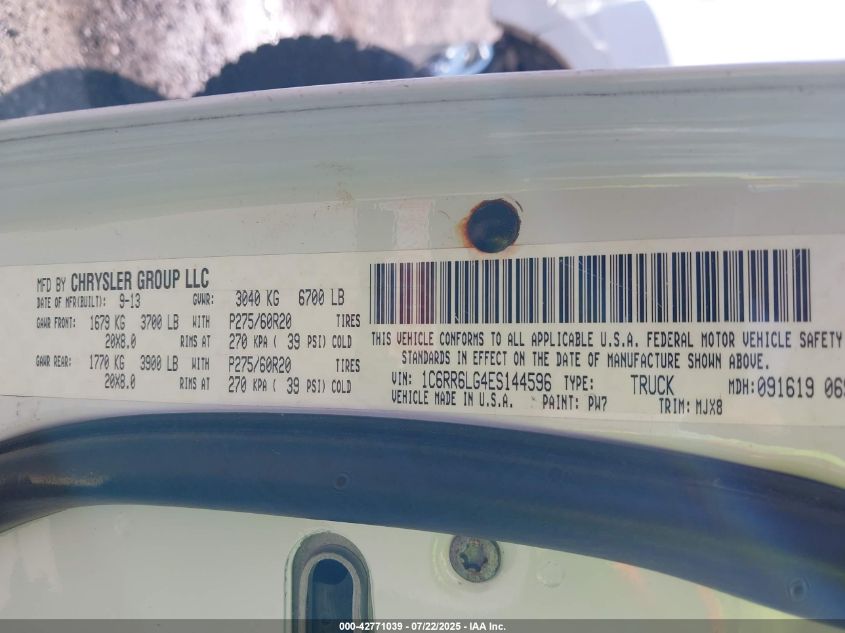 MFD BY CHRYSLER GROUP LLC
DATE OF MFR(BUILT): 9-13 GVWR: 3040 KG 6700 LB
GAWR FRONT: 1679 KG 3700 LB WITH P275/60R20 TIRES
20X8.0 RIMS AT 270 KPA ( 39 PSI) COLD
GAWR REAR: 1770 KG 3900 LB WITH P275/60R20 TIRES
20X8.0 RIMS AT 270 KPA ( 39 PSI) COLD
THIS VEHICLE CONFORMS TO ALL APPLICABLE U.S.A. FEDERAL MOTOR VEHICLE SAFETY
STANDARDS IN EFFECT ON THE DATE OF MANUFACTURE SHOWN ABOVE.
VIN: 1C6RR6LG4ES144596 TYPE: TRUCK MDH:091619
VEHICLE MADE IN U.S.A. PAINT: PW7 TRIM: MJX8
000-42771039 - 07/22/2025 - IAA Inc.